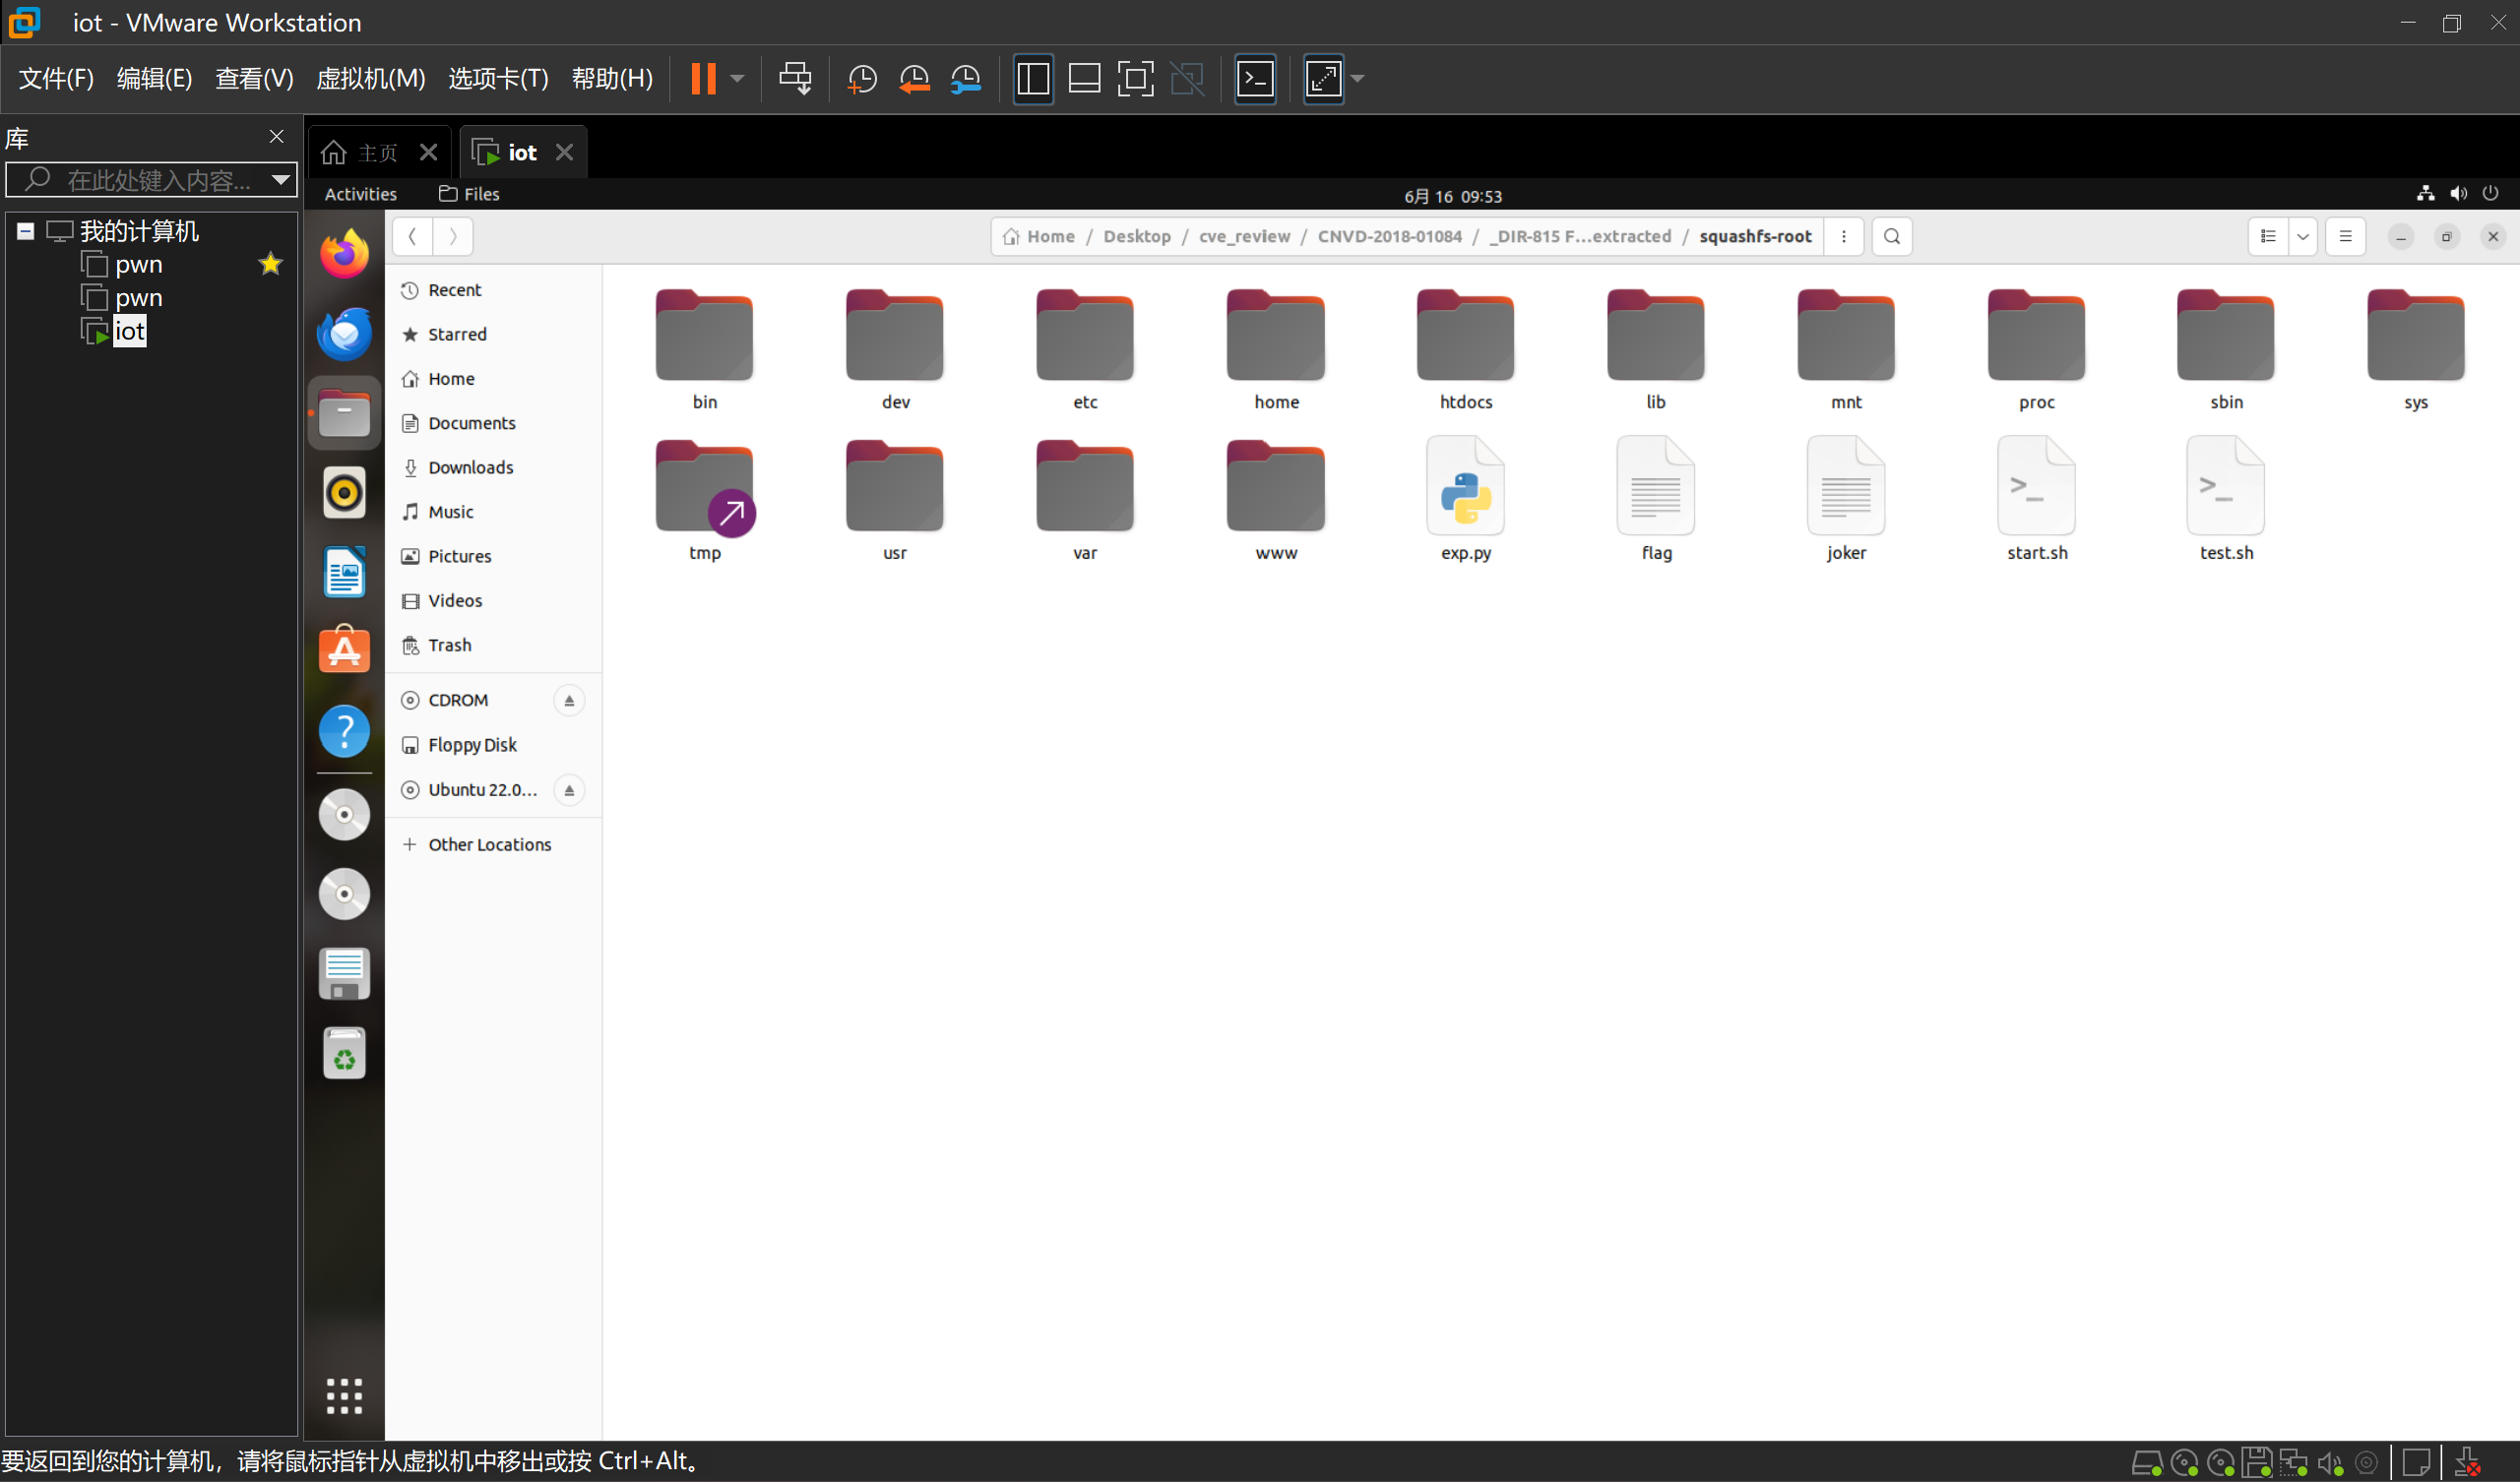 iot - VMware Workstation
文件(F) 编辑(E) 查看(V) 虚拟机(M) 选项卡(T) 帮助(H)
库
在此处键入内容...
我的计算机
pwn
pwn
iot
主页
iot
Activities
Files
6月 16 09:53
Home / Desktop / cve_review / CNVD-2018-01084 / _DIR-815 F...extracted / squashfs-root
Recent
Starred
Home
Documents
Downloads
Music
Pictures
Videos
Trash
CDROM
Floppy Disk
Ubuntu 22.0...
Other Locations
bin dev etc home htdocs lib mnt proc sbin sys
tmp usr var www exp.py flag joker start.sh test.sh
要返回到您的计算机，请将鼠标指针从虚拟机中移出或按 Ctrl+Alt。